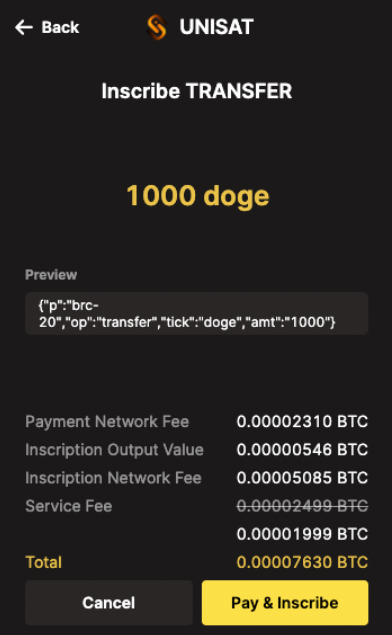 ← Back
UNISAT
Inscribe TRANSFER
1000 doge
Preview
{"p":"brc-
20","op":"transfer","tick":"doge","amt":"1000"}
Payment Network Fee 0.00002310 BTC
Inscription Output Value 0.00000546 BTC
Inscription Network Fee 0.00005085 BTC
Service Fee 0.00002499 BTC
0.00001999 BTC
Total 0.00007630 BTC
Cancel Pay & Inscribe